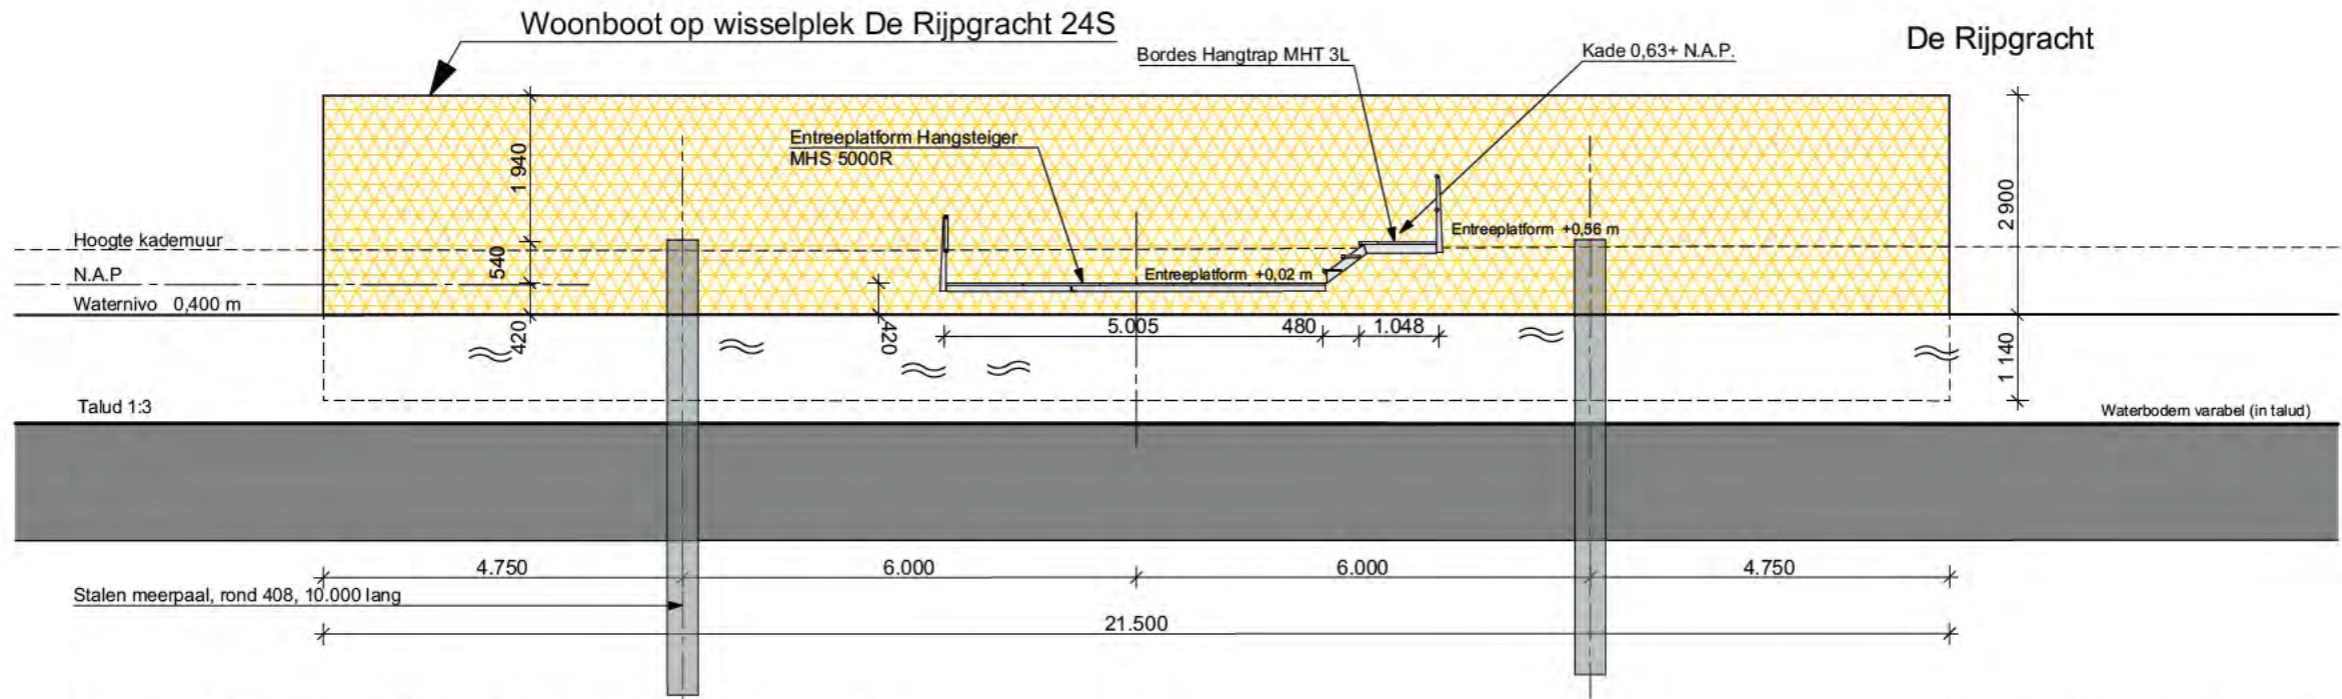 Woonboot op wisselplek De Rijpgracht 24S
De Rijpgracht
Bordes Hangtrap MHT 3L
Kade 0,63+ N.A.P.
Entreeplatform Hangsteiger
MHS 5000R
1 940
2 900
Hoogte kademuur
Entreeplatform +0,56 m
540
N.A.P
Entreeplatform +0,02 m
Waternivo 0,400 m
420
420
5.005
480
1.048
1 140
Talud 1:3
Waterbodem varabel (in talud)
4.750
6.000
6.000
4.750
Stalen meerpaal, rond 408, 10.000 lang
21.500